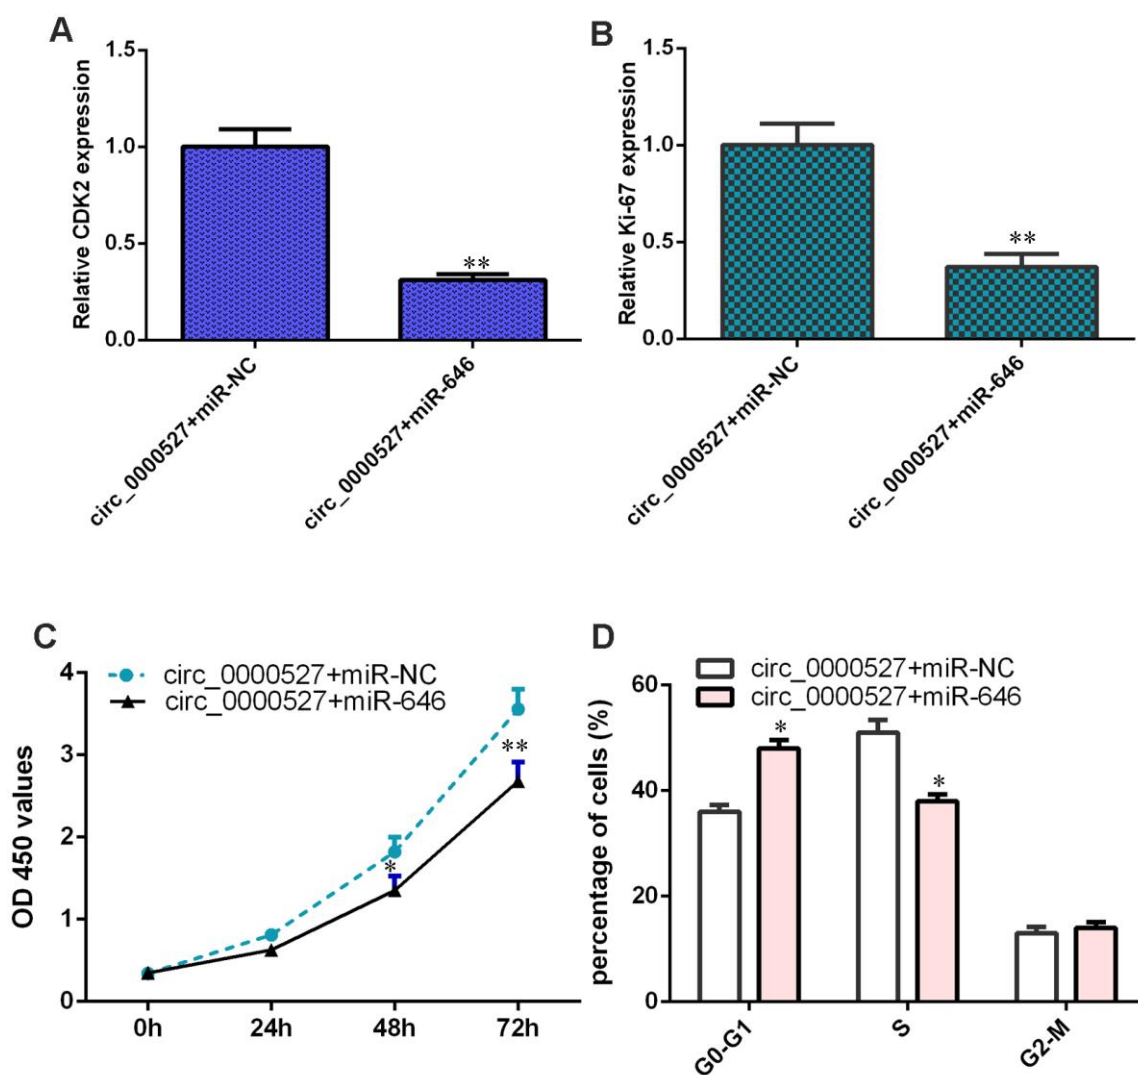 A
Relative CDK2 expression
1.5
1.0
0.5
0.0
**
circ_0000527+miR-NC
circ_0000527+miR-646
B
Relative Ki-67 expression
1.5
1.0
0.5
0.0
**
circ_0000527+miR-NC
circ_0000527+miR-646
C
circ_0000527+miR-NC
circ_0000527+miR-646
OD 450 values
4
3
2
1
0
*
**
0h
24h
48h
72h
D
circ_0000527+miR-NC
circ_0000527+miR-646
percentage of cells (%)
60
40
20
0
*
*
G0-G1
S
G2-M